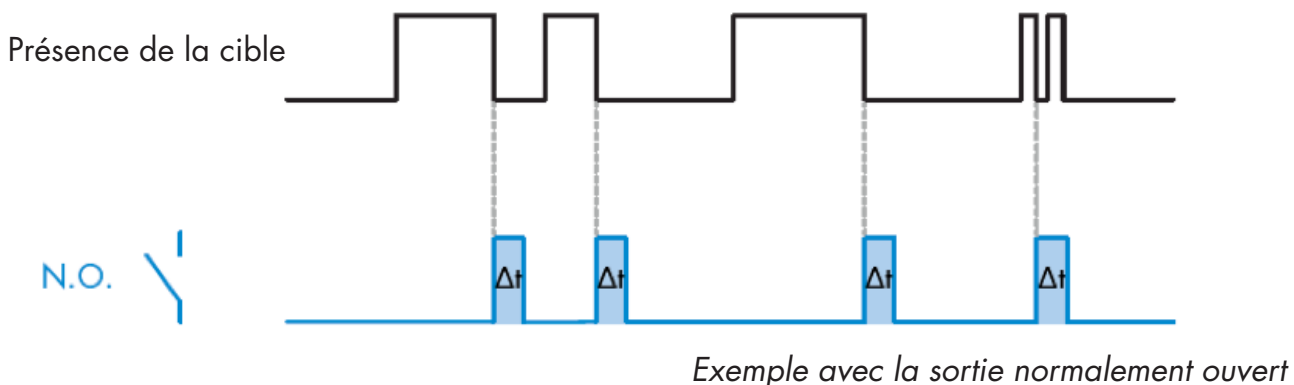 Présence de la cible
N.O.
Δt Δt Δt Δt
Exemple avec la sortie normalement ouvert